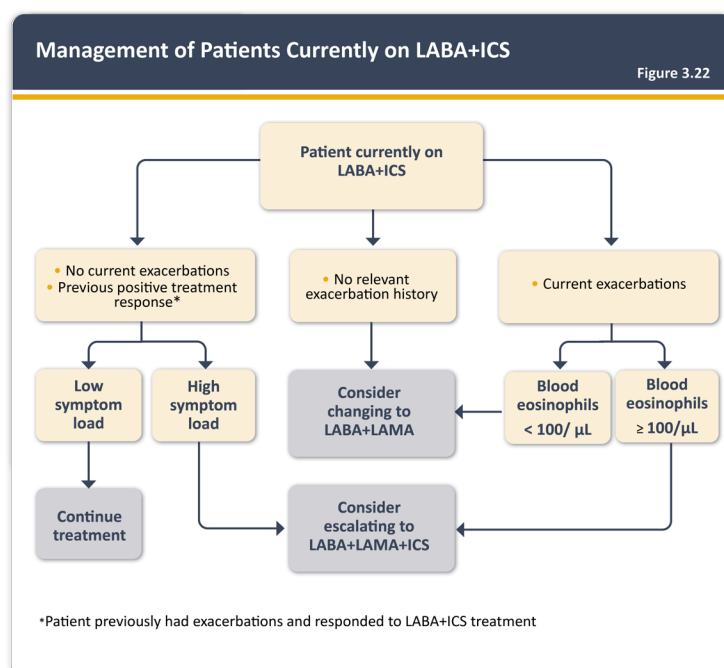 Management of Patients Currently on LABA+ICS
Figure 3.22
Patient currently on
LABA+ICS
• No current exacerbations
• Previous positive treatment
response*
• No relevant
exacerbation history
• Current exacerbations
Low
symptom
load
High
symptom
load
Consider
changing to
LABA+LAMA
Blood
eosinophils
< 100/ μL
Blood
eosinophils
≥ 100/μL
Continue
treatment
Consider
escalating to
LABA+LAMA+ICS
*Patient previously had exacerbations and responded to LABA+ICS treatment